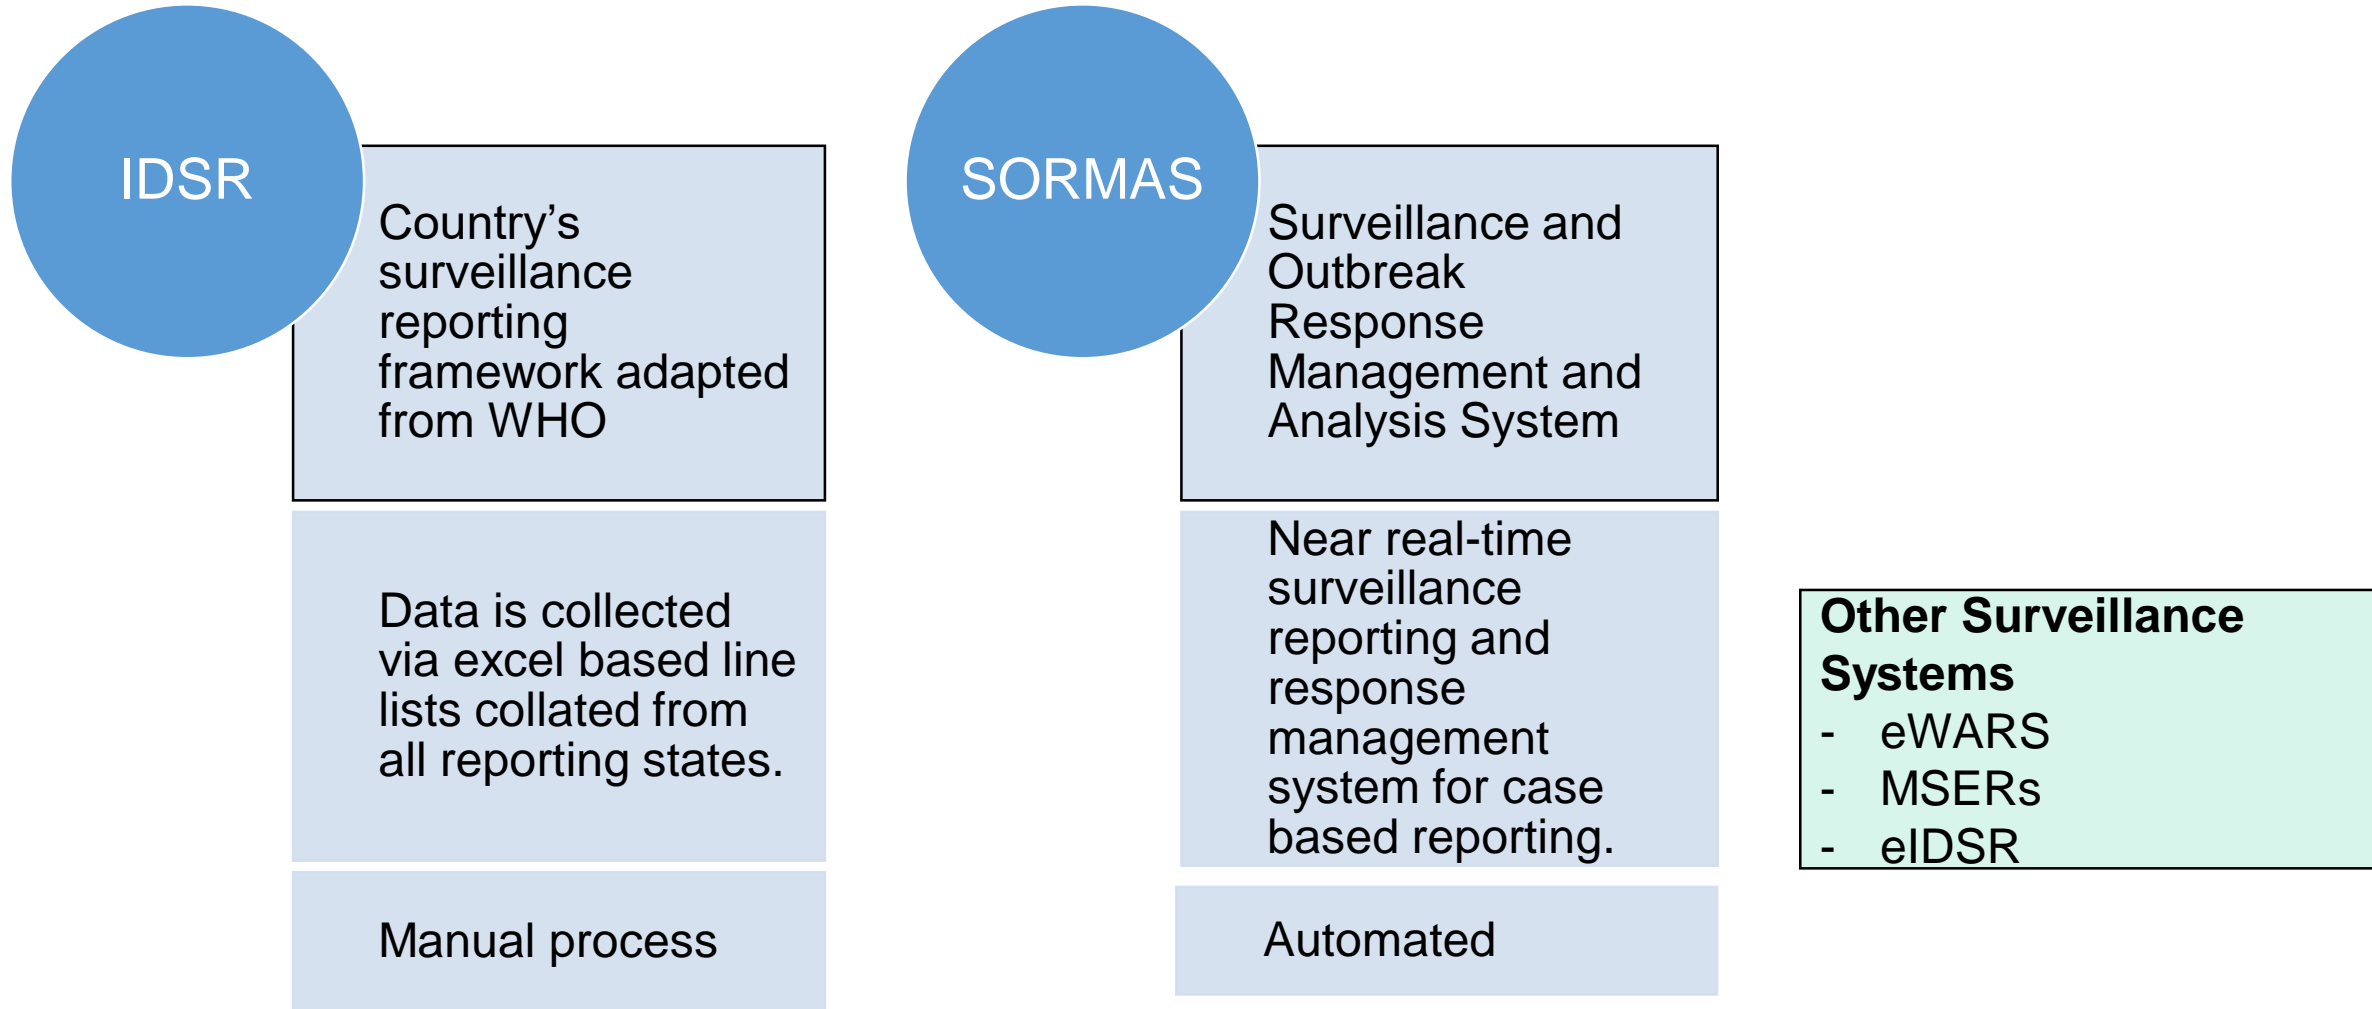 IDSR
Country’s
surveillance
reporting
framework adapted
from WHO
Data is collected
via excel based line
lists collated from
all reporting states.
Manual process
SORMAS
Surveillance and
Outbreak
Response
Management and
Analysis System
Near real-time
surveillance
reporting and
response
management
system for case
based reporting.
Automated
Other Surveillance
Systems
- eWARS
- MSERs
- eIDSR